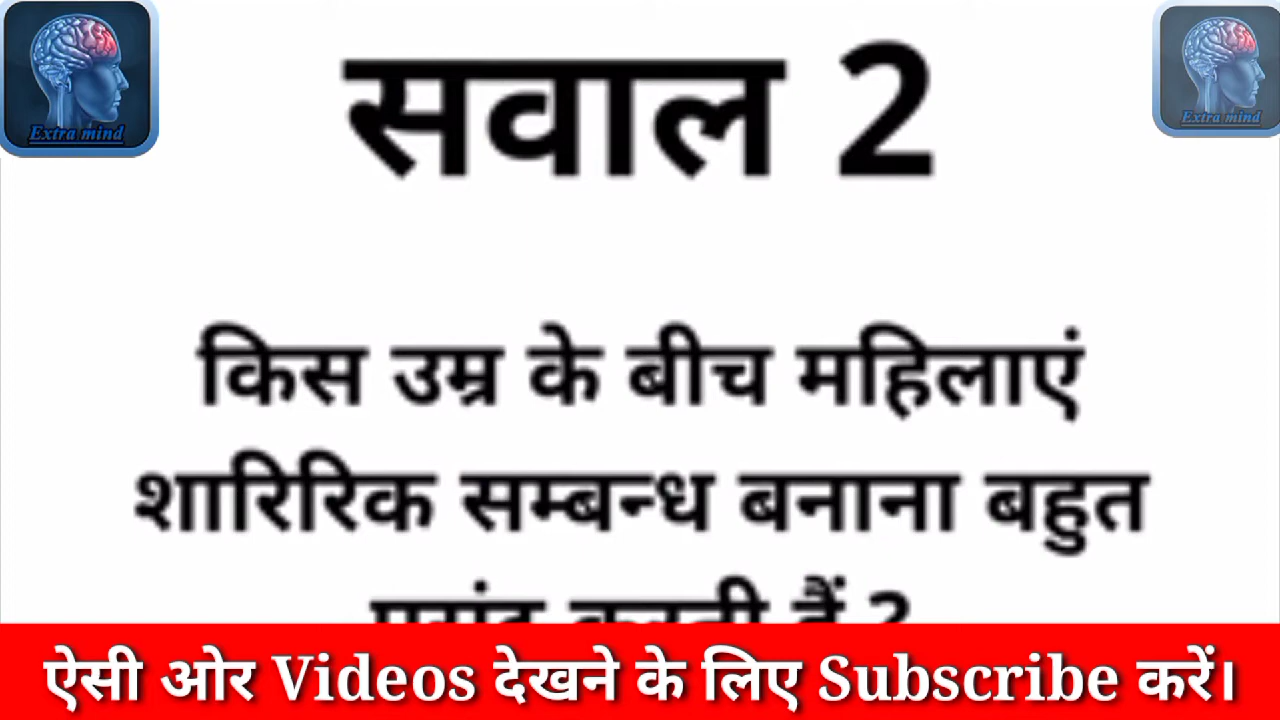 Extra mind
Extra mind
सवाल 2
किस उम्र के बीच महिलाएं
शारिरिक सम्बन्ध बनाना बहुत
ऐसी ओर Videos देखने के लिए Subscribe करें।